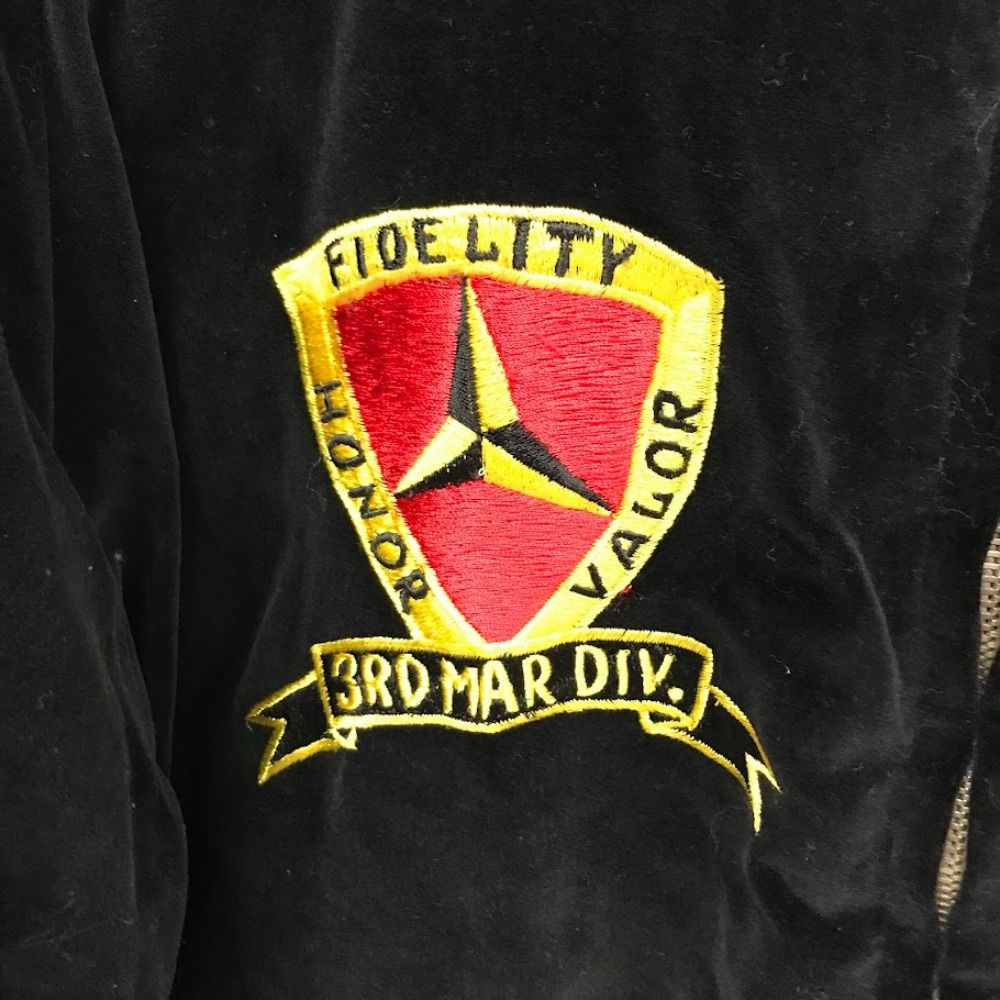 FIDELITY
HONOR
VALOR
3RD MAR DIV.